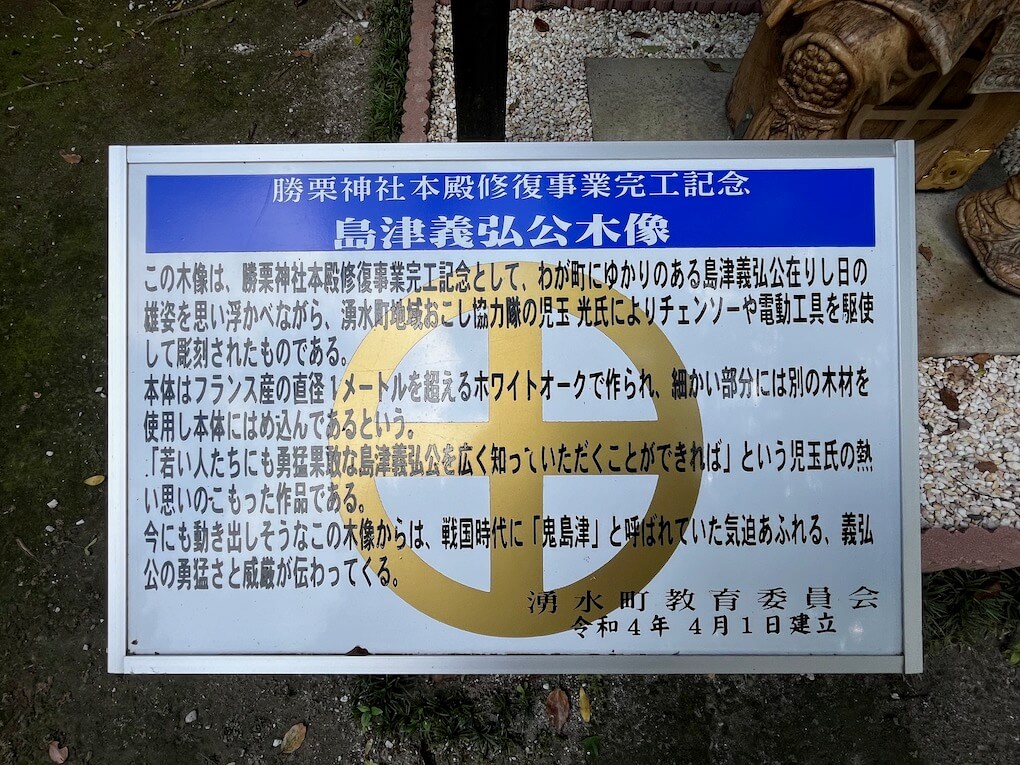 勝栗神社本殿修復事業完工記念
島津義弘公木像
この木像は、勝栗神社本殿修復事業完工記念として、わが町にゆかりのある島津義弘公在りし日の
雄姿を思い浮かべながら、湧水町地域おこし協力隊の児玉 光氏によりチェンソーや電動工具を駆使
して彫刻されたものである。
本体はフランス産の直径1メートルを超えるホワイトオークで作られ、細かい部分には別の木材を
使用し本体にはめ込んであるという。
「若い人たちにも勇猛果敢な島津義弘公を広く知っていただくことができれば」という児玉氏の熱
い思いのこもった作品である。
今にも動き出しそうなこの木像からは、戦国時代に「鬼島津」と呼ばれていた気迫あふれる、義弘
公の勇猛さと威厳が伝わってくる。
湧水町教育委員会
令和4年 4月1日建立